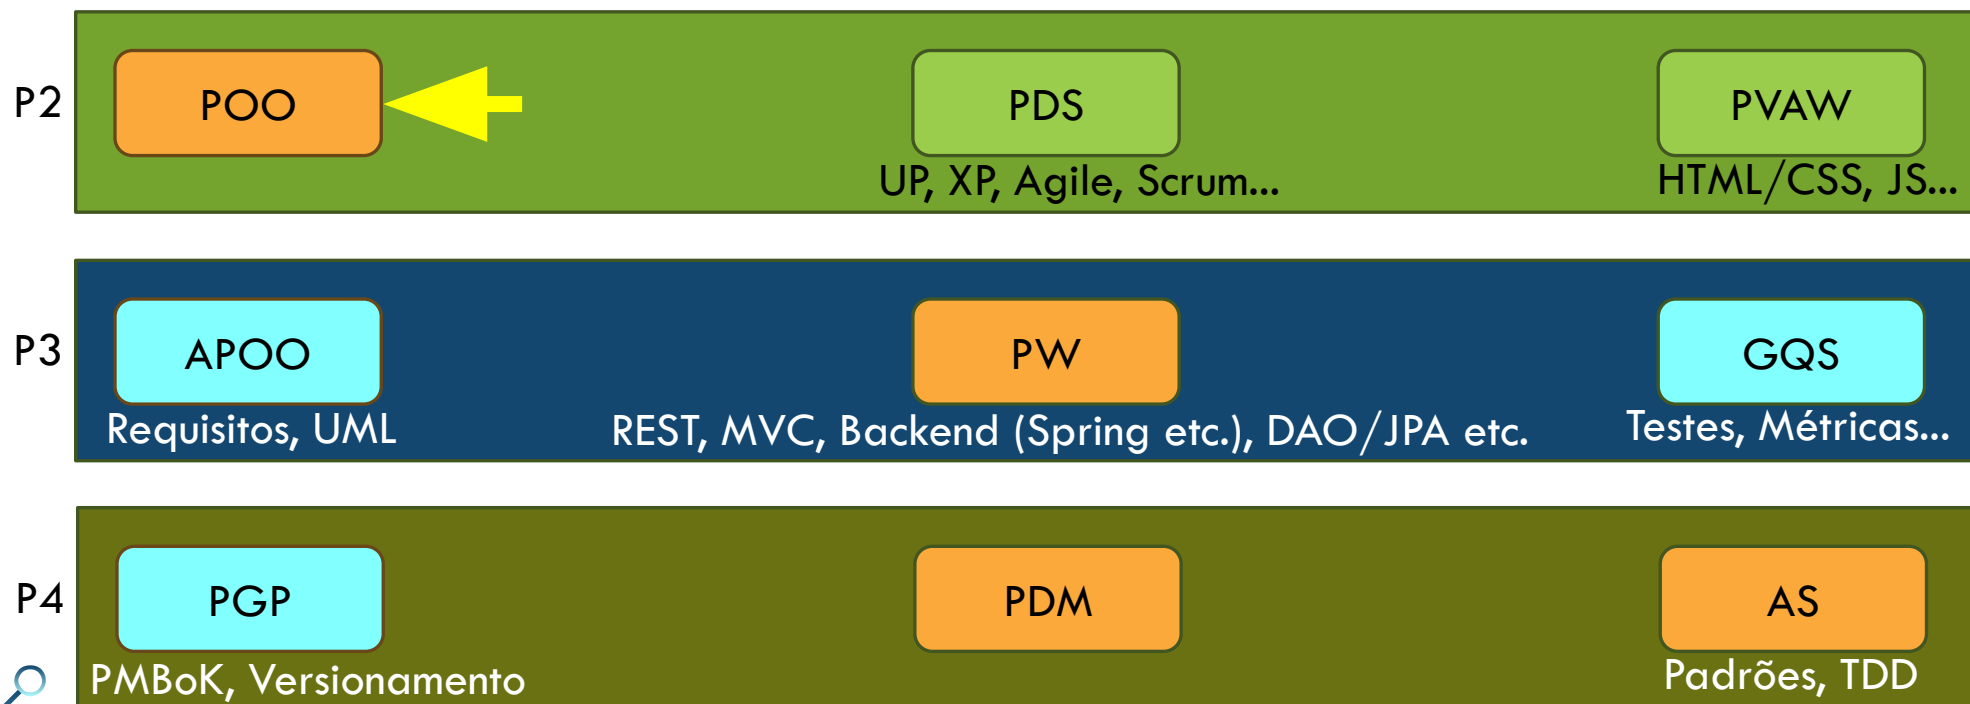 P2
POO
PDS
PVAW
UP, XP, Agile, Scrum...
HTML/CSS, JS...
P3
APOO
PW
GQS
Requisitos, UML
REST, MVC, Backend (Spring etc.), DAO/JPA etc.
Testes, Métricas...
P4
PGP
PDM
AS
PMBoK, Versionamento
Padrões, TDD